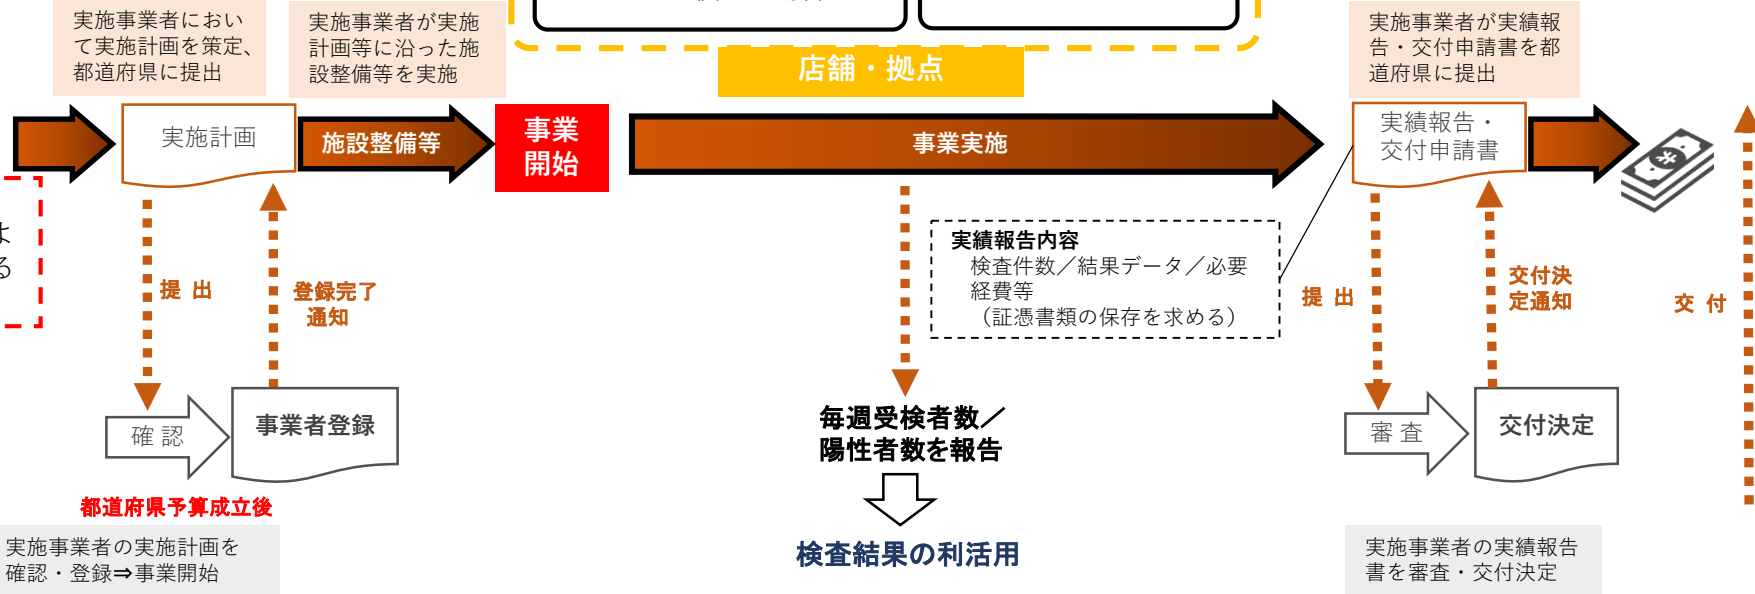 実施事業者におい
て実施計画を策定、
都道府県に提出
実施事業者が実施
計画等に沿った施
設整備等を実施
店舗・拠点
実施事業者が実績報
告・交付申請書を都
道府県に提出
実施計画
施設整備等
事業
開始
事業実施
実績報告・
交付申請書
よ
る
提 出
登録完了
通知
実績報告内容
検査件数／結果データ／必要
経費等
（証憑書類の保存を求める）
提 出
交付決
定通知
交 付
確 認
事業者登録
毎週受検者数／
陽性者数を報告
審 査
交付決定
都道府県予算成立後
検査結果の利活用
実施事業者の実施計画を
確認・登録⇒事業開始
実施事業者の実績報告
書を審査・交付決定